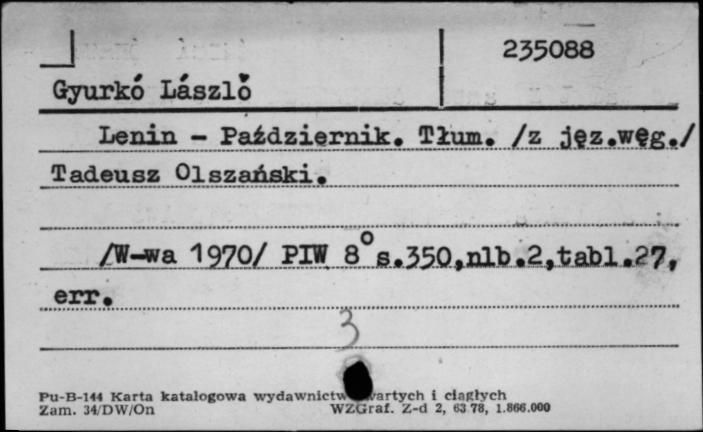 235088
Gyurkó László
Lenin - Październik. Tłum. /z jęz.węg./
Tadeusz Olszański.
/W-wa 1970/ PIW 8° s.350,nlb.2,tabl.27,
err.
3
Pu-B-144 Karta katalogowa wydawnictw zwartych i ciągłych
Zam. 34/DW/On WZGraf. Z-d 2, 63 78, 1.866.000